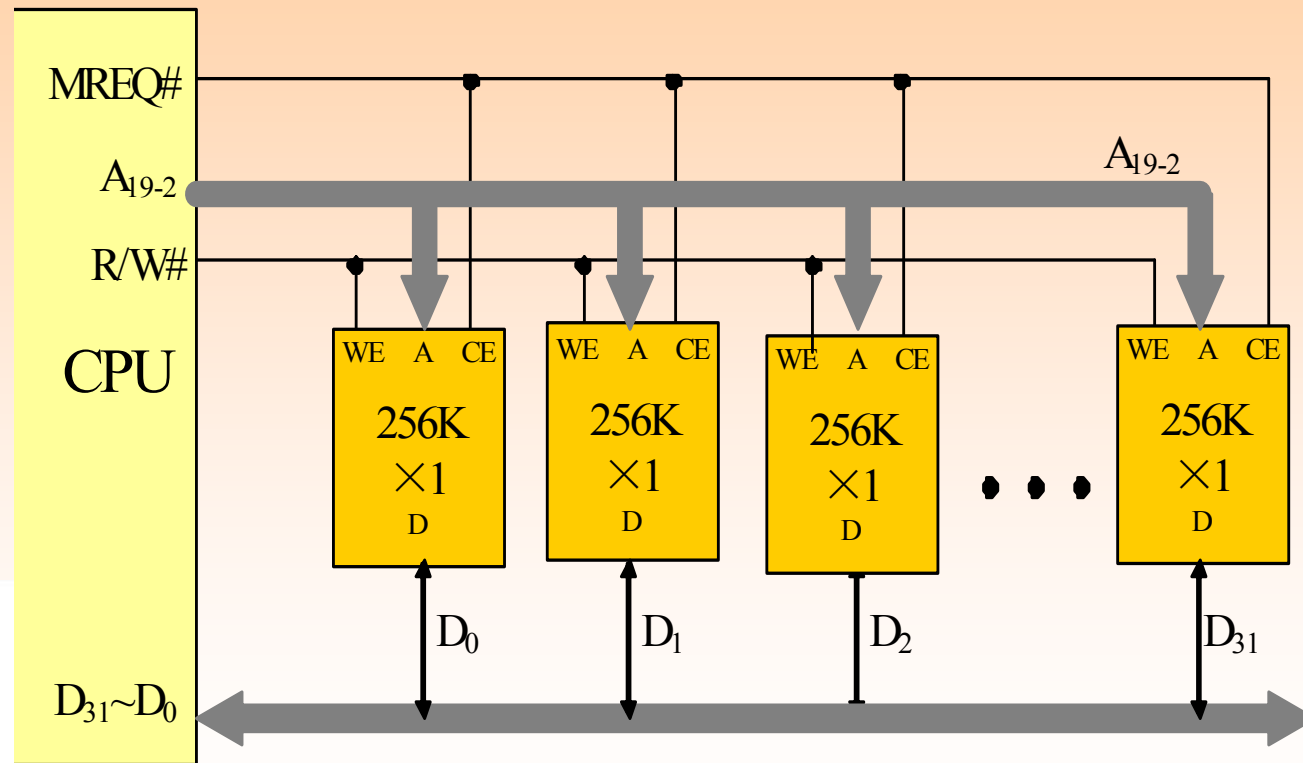 MREQ#
A19-2
A19-2
R/W#
CPU
WE A CE
256K
×1
D
WE A CE
256K
×1
D
WE A CE
256K
×1
D
WE A CE
256K
×1
D
D0
D1
D2
D31
D31~D0